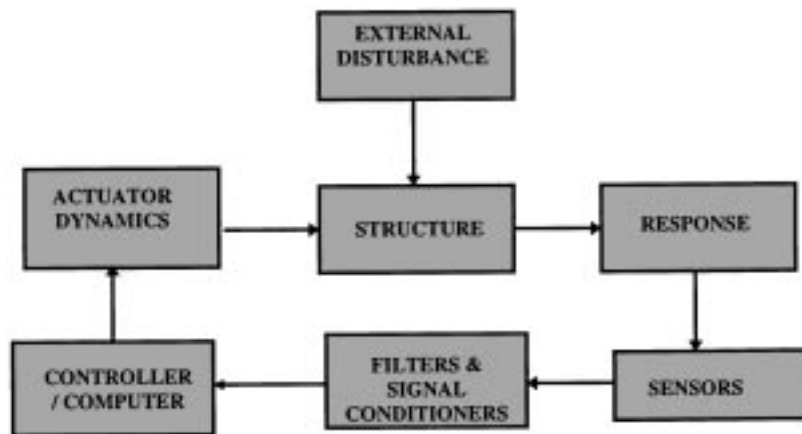 EXTERNAL
DISTURBANCE
ACTUATOR
DYNAMICS
STRUCTURE
RESPONSE
CONTROLLER
/ COMPUTER
FILTERS &
SIGNAL
CONDITIONERS
SENSORS